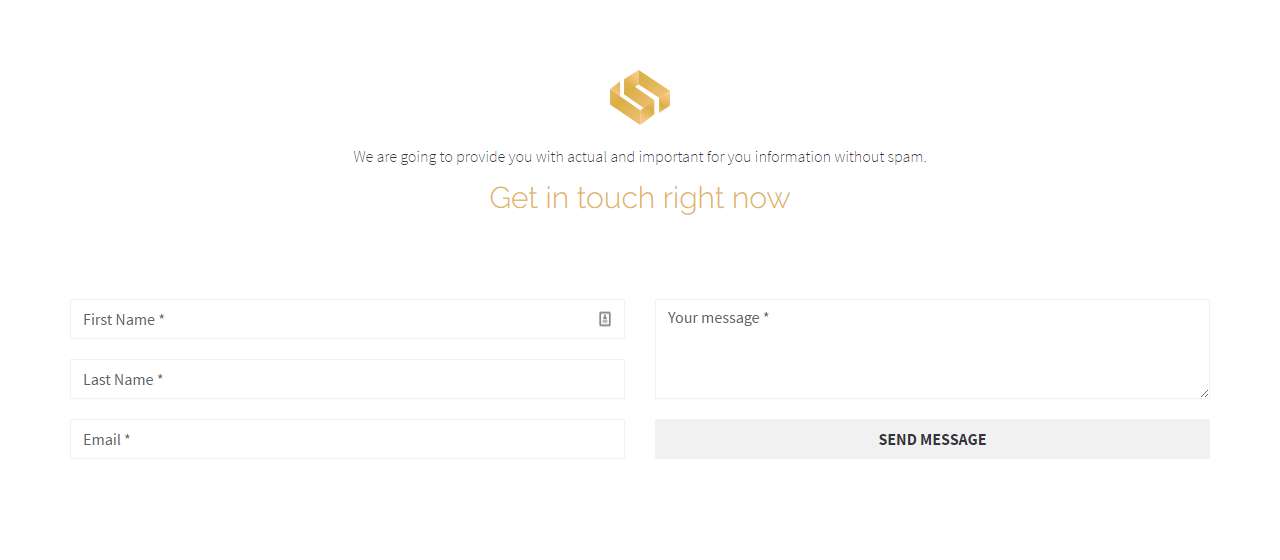 We are going to provide you with actual and important for you information without spam.
Get in touch right now
First Name *
Last Name *
Email *
Your message *
SEND MESSAGE